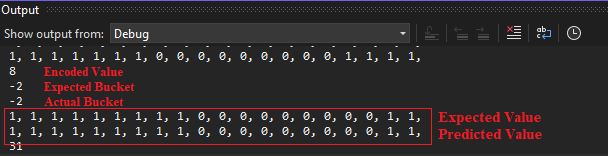 Output
Show output from: Debug
1, 1, 1, 1, 1, 1, 1, 1, 0, 0, 0, 0, 0, 0, 0, 0, 0, 0, 1, 1, 1, 1,
8 Encoded Value
-2 Expected Bucket
-2 Actual Bucket
1, 1, 1, 1, 1, 1, 1, 1, 1, 1, 0, 0, 0, 0, 0, 0, 0, 0, 0, 0, 1, 1, Expected Value
1, 1, 1, 1, 1, 1, 1, 1, 1, 1, 0, 0, 0, 0, 0, 0, 0, 0, 0, 0, 1, 1, Predicted Value
31